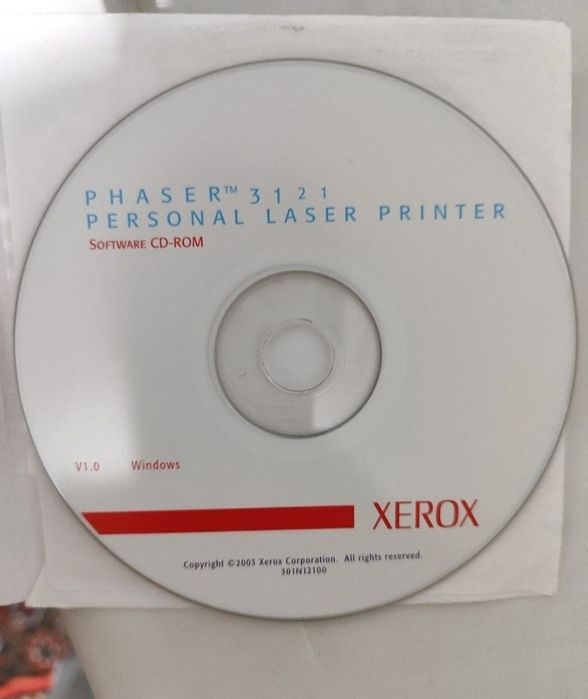 PHASER™ 3121
PERSONAL LASER PRINTER
SOFTWARE CD-ROM
V1.0 Windows
XEROX
Copyright ©2003 Xerox Corporation. All rights reserved.
301N12100